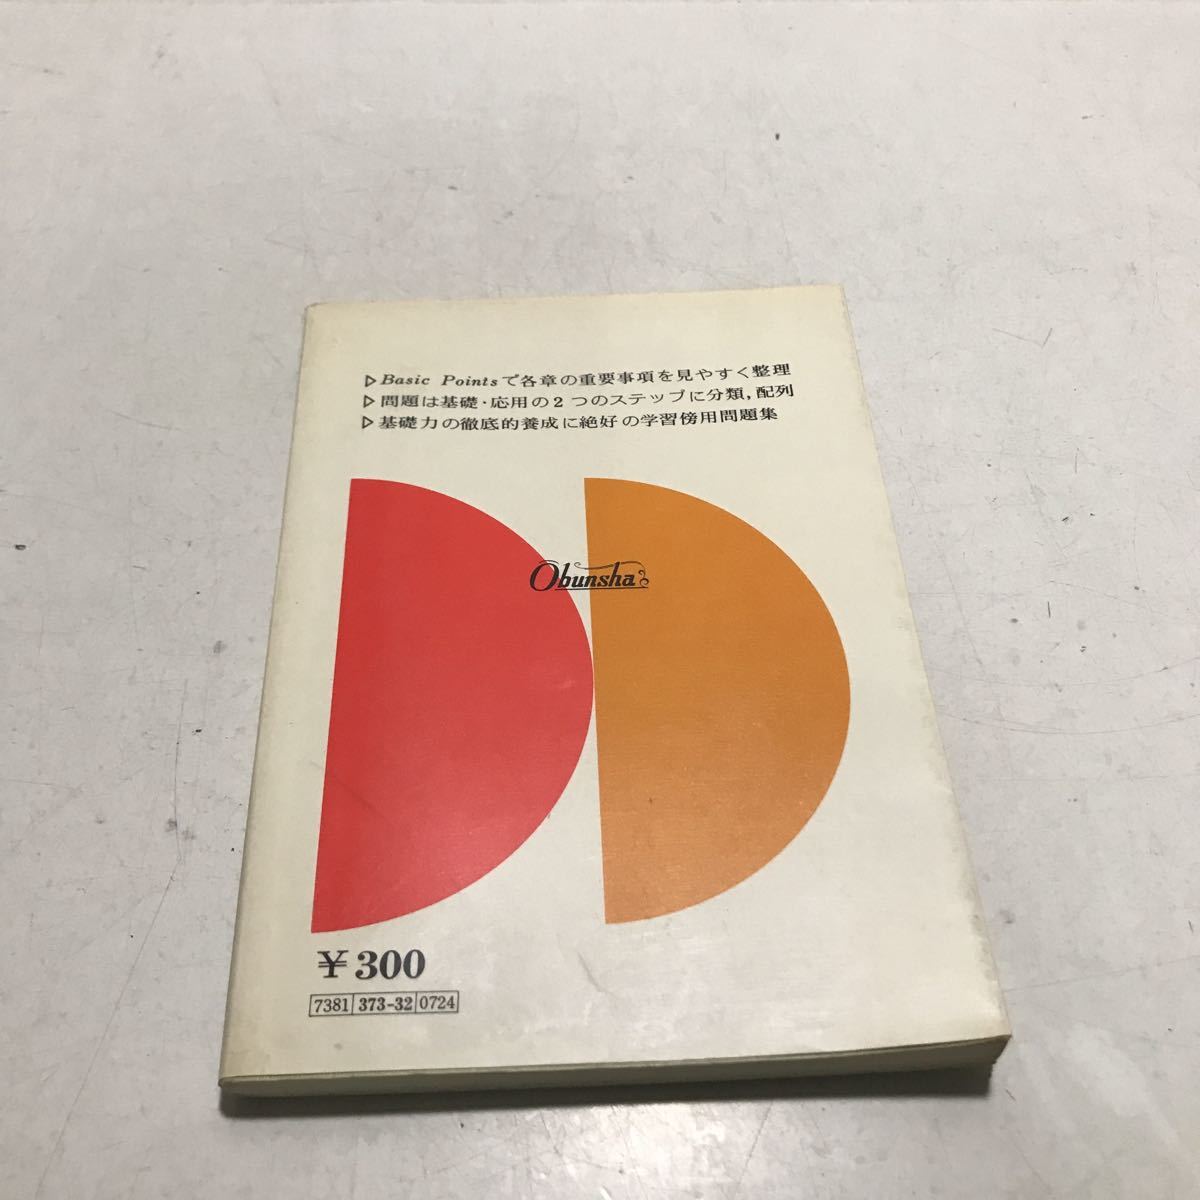 ▷Basic Pointsで各章の重要事項を見やすく整理
▷問題は基礎・応用の2つのステップに分類,配列
▷基礎力の徹底的養成に絶好の学習傍用問題集
Obunsha
¥300
7381 373-32 0724